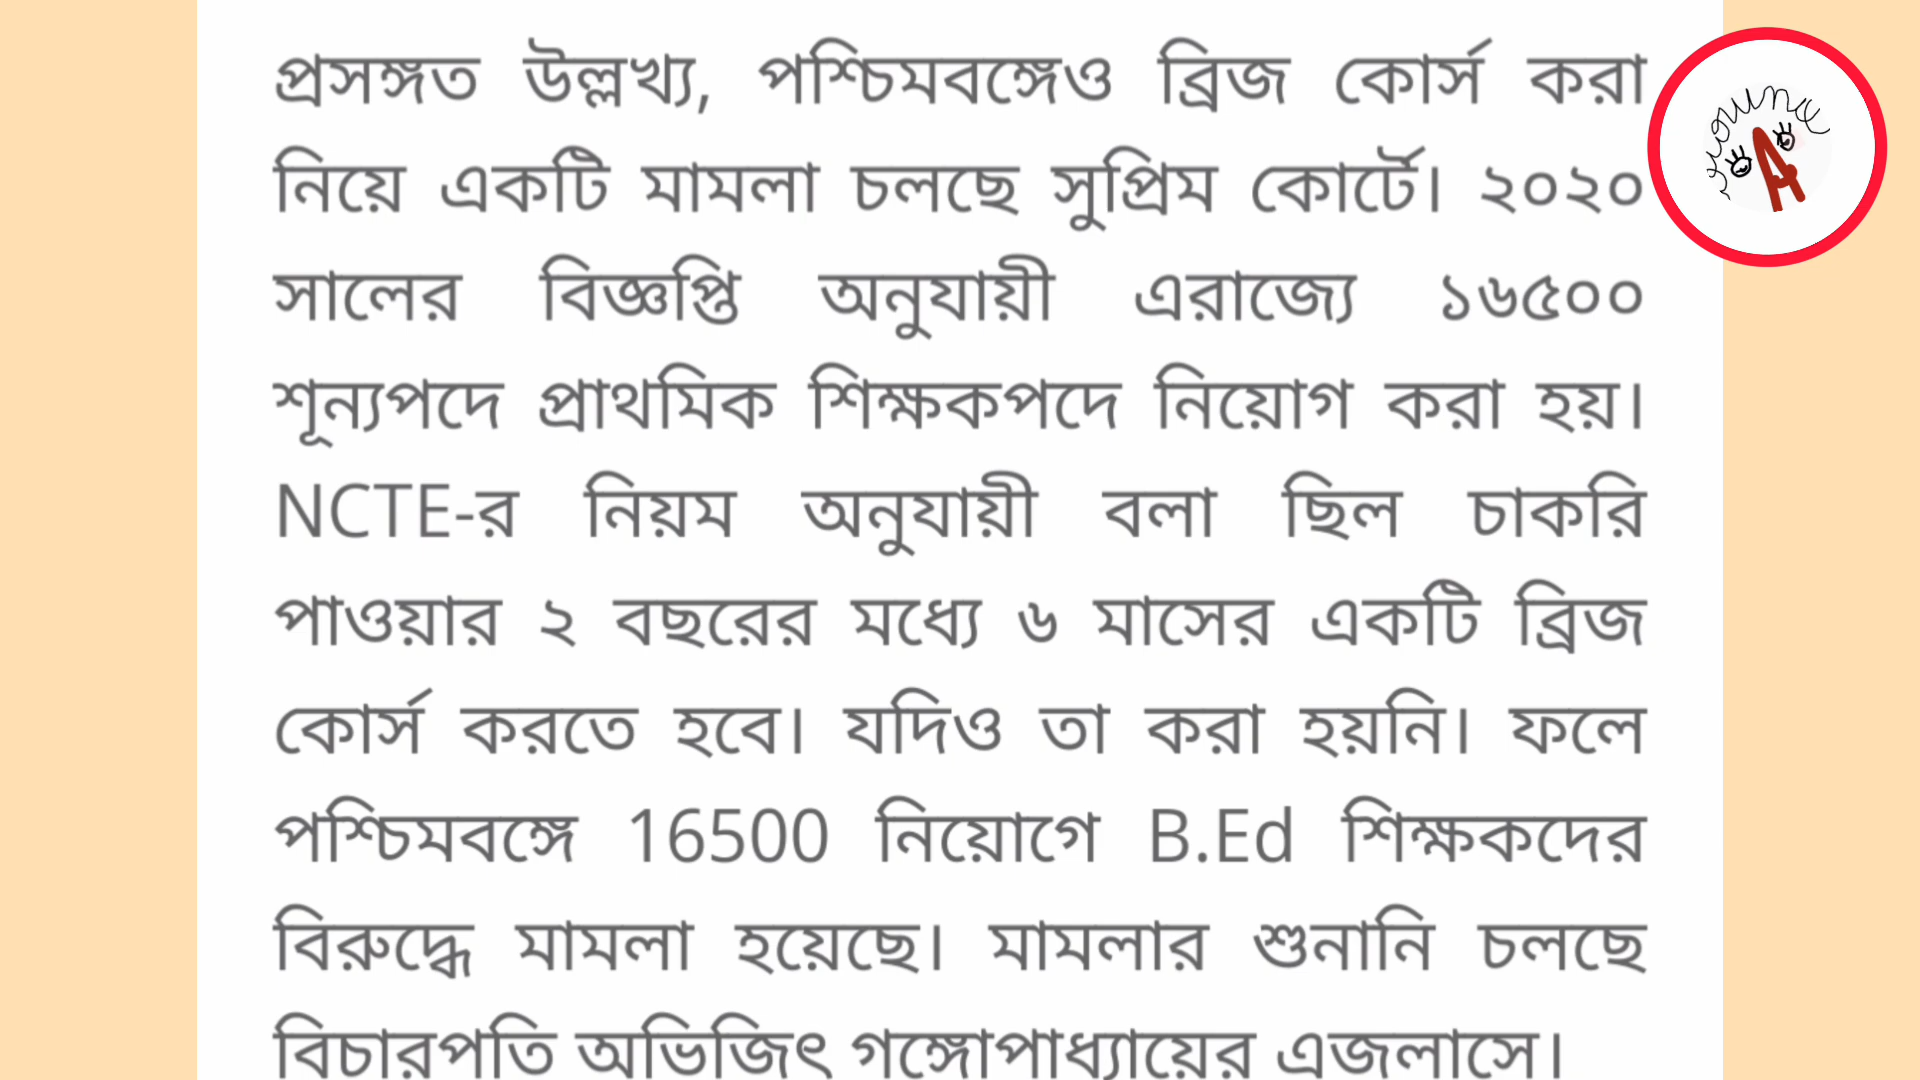 প্রসঙ্গত উল্লখ্য, পশ্চিমবঙ্গেও ব্রিজ কোর্স করা
নিয়ে একটি মামলা চলছে সুপ্রিম কোর্টে। ২০২০
সালের বিজ্ঞপ্তি অনুযায়ী এরাজ্যে ১৬৫০০
শূন্যপদে প্রাথমিক শিক্ষকপদে নিয়োগ করা হয়।
NCTE-র নিয়ম অনুযায়ী বলা ছিল চাকরি
পাওয়ার ২ বছরের মধ্যে ৬ মাসের একটি ব্রিজ
কোর্স করতে হবে। যদিও তা করা হয়নি। ফলে
পশ্চিমবঙ্গে 16500 নিয়োগে B.Ed শিক্ষকদের
বিরুদ্ধে মামলা হয়েছে। মামলার শুনানি চলছে
বিচারপতি অভিজিৎ গঙ্গোপাধ্যায়ের এজলাসে।